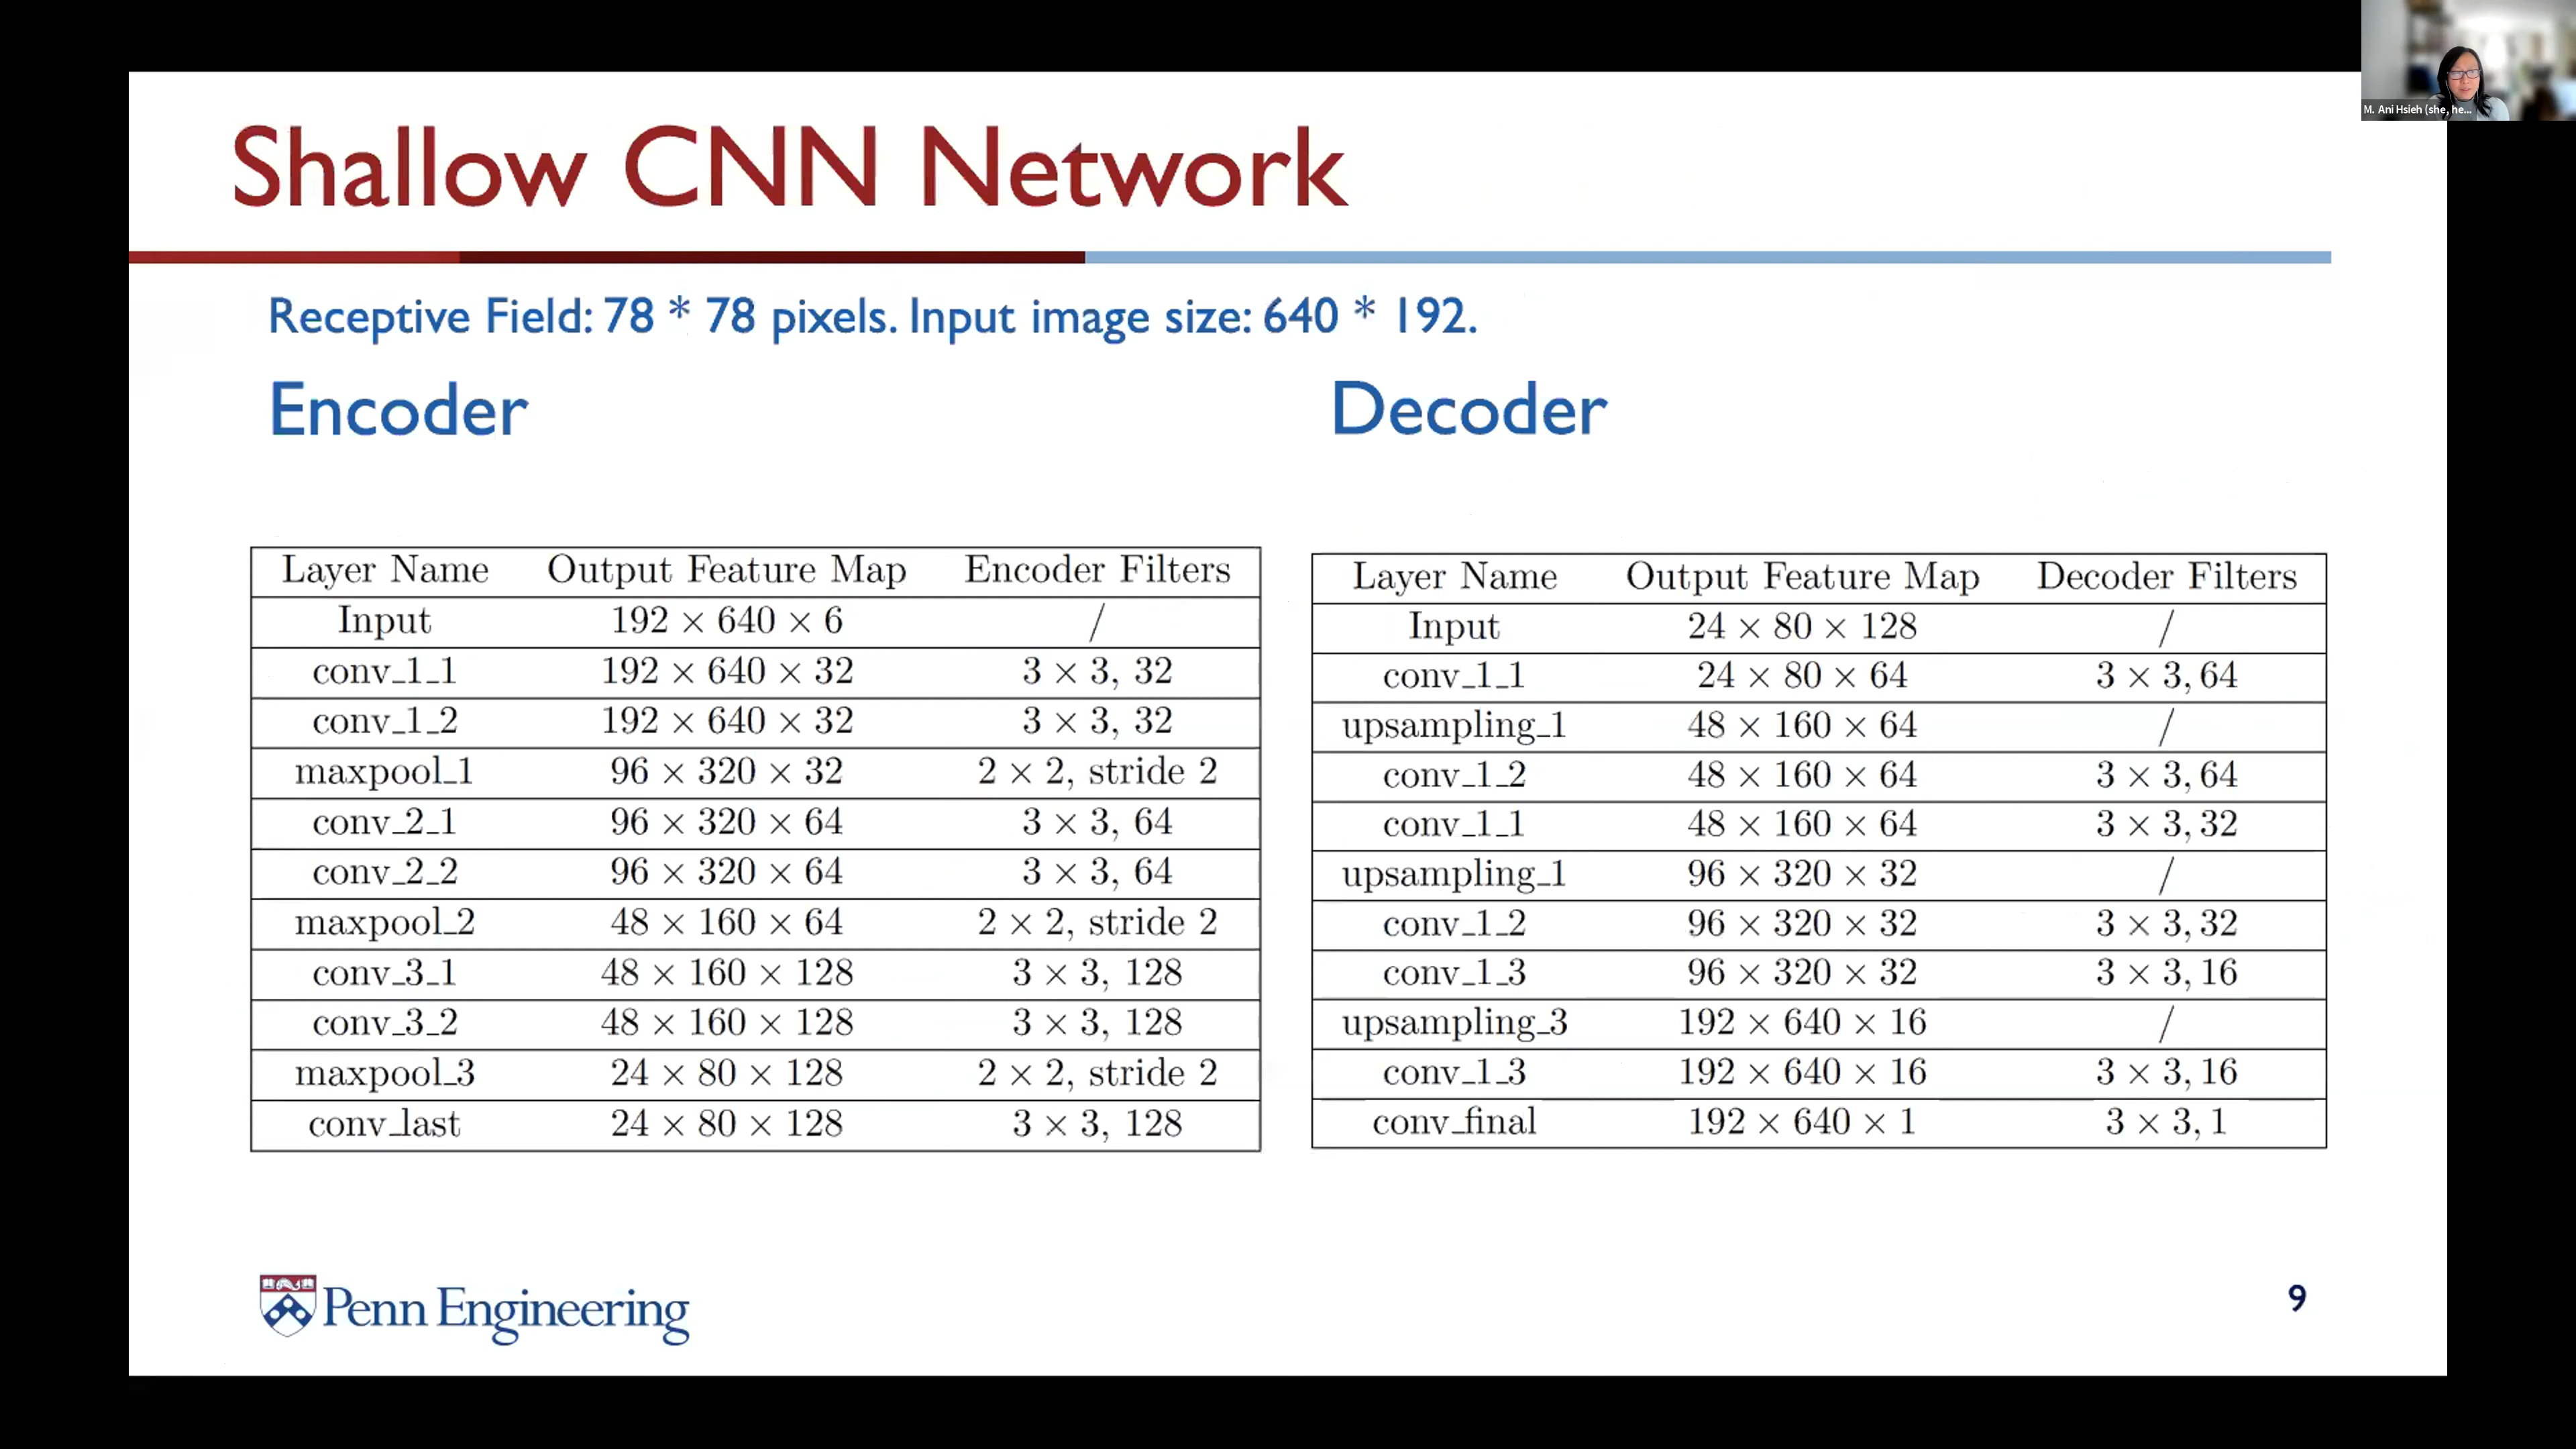 M. Ani Hsieh (she, he...
Shallow CNN Network
Receptive Field: 78 * 78 pixels. Input image size: 640 * 192.
Encoder
Layer Name Output Feature Map Encoder Filters
Input 192 × 640 × 6 /
conv_1_1 192 × 640 × 32 3 × 3, 32
conv_1_2 192 × 640 × 32 3 × 3, 32
maxpool_1 96 × 320 × 32 2 × 2, stride 2
conv_2_1 96 × 320 × 64 3 × 3, 64
conv_2_2 96 × 320 × 64 3 × 3, 64
maxpool_2 48 × 160 × 64 2 × 2, stride 2
conv_3_1 48 × 160 × 128 3 × 3, 128
conv_3_2 48 × 160 × 128 3 × 3, 128
maxpool_3 24 × 80 × 128 2 × 2, stride 2
conv_last 24 × 80 × 128 3 × 3, 128
Decoder
Layer Name Output Feature Map Decoder Filters
Input 24 × 80 × 128 /
conv_1_1 24 × 80 × 64 3 × 3, 64
upsampling_1 48 × 160 × 64 /
conv_1_2 48 × 160 × 64 3 × 3, 64
conv_1_1 48 × 160 × 64 3 × 3, 32
upsampling_1 96 × 320 × 32 /
conv_1_2 96 × 320 × 32 3 × 3, 32
conv_1_3 96 × 320 × 32 3 × 3, 16
upsampling_3 192 × 640 × 16 /
conv_1_3 192 × 640 × 16 3 × 3, 16
conv_final 192 × 640 × 1 3 × 3, 1
Penn Engineering
9